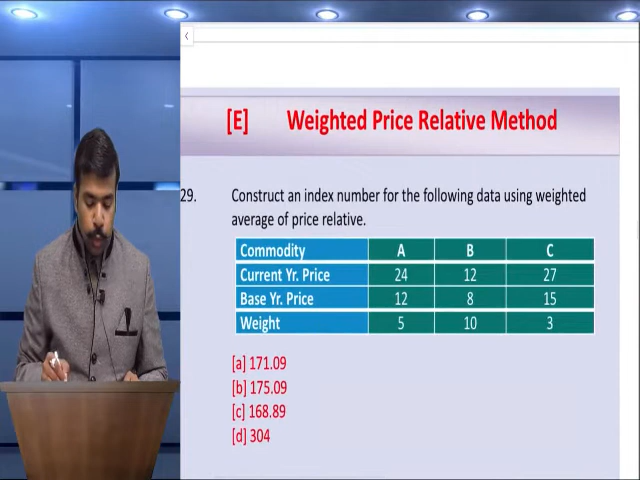 [E] Weighted Price Relative Method
29. Construct an index number for the following data using weighted
average of price relative.
Commodity A B C
Current Yr. Price 24 12 27
Base Yr. Price 12 8 15
Weight 5 10 3
[a] 171.09
[b] 175.09
[c] 168.89
[d] 304